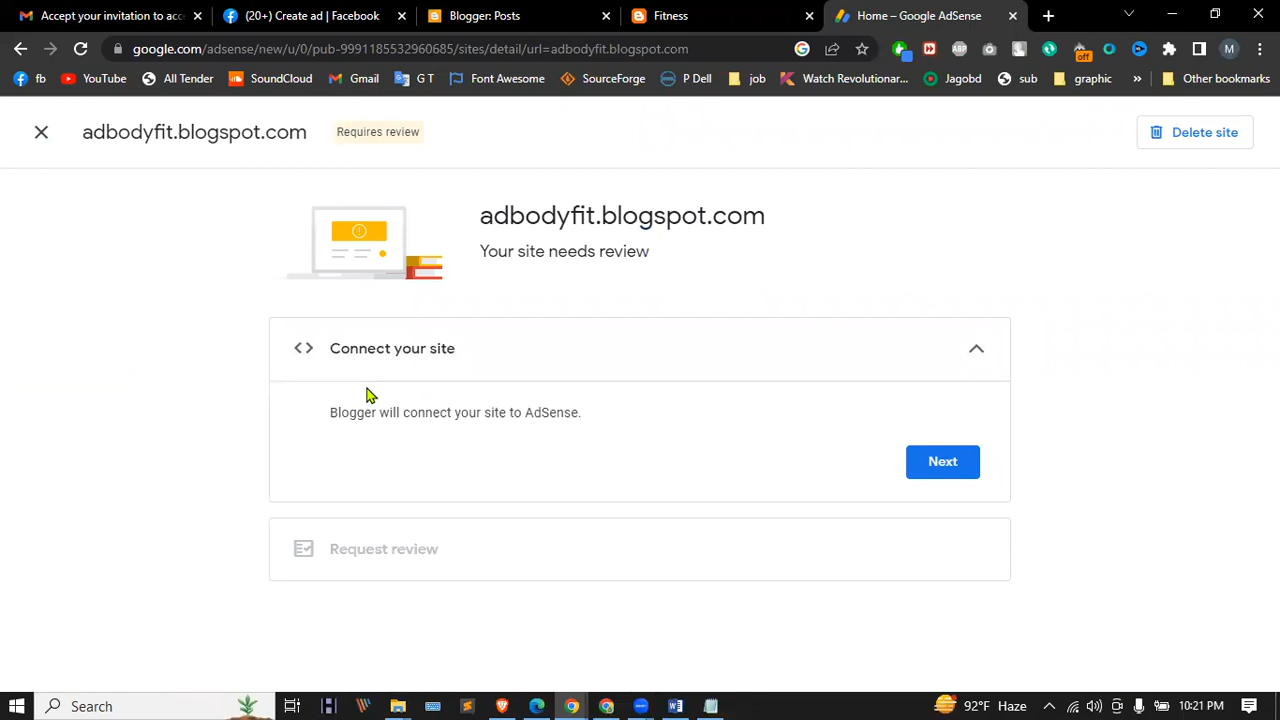 Accept your invitation to acc
(20+) Create ad | Facebook
Blogger: Posts
Fitness
Home – Google AdSense
google.com/adsense/new/u/0/pub-9991185532960685/sites/detail/url=adbodyfit.blogspot.com
ABP
off
M
fb
YouTube
All Tender
SoundCloud
Gmail
G T
Font Awesome
SourceForge
P Dell
job
Watch Revolutionar...
Jagobd
sub
graphic
»
Other bookmarks
adbodyfit.blogspot.com
Requires review
Delete site
adbodyfit.blogspot.com
Your site needs review
Connect your site
Blogger will connect your site to AdSense.
Next
Request review
Search
92°F Haze
10:21 PM